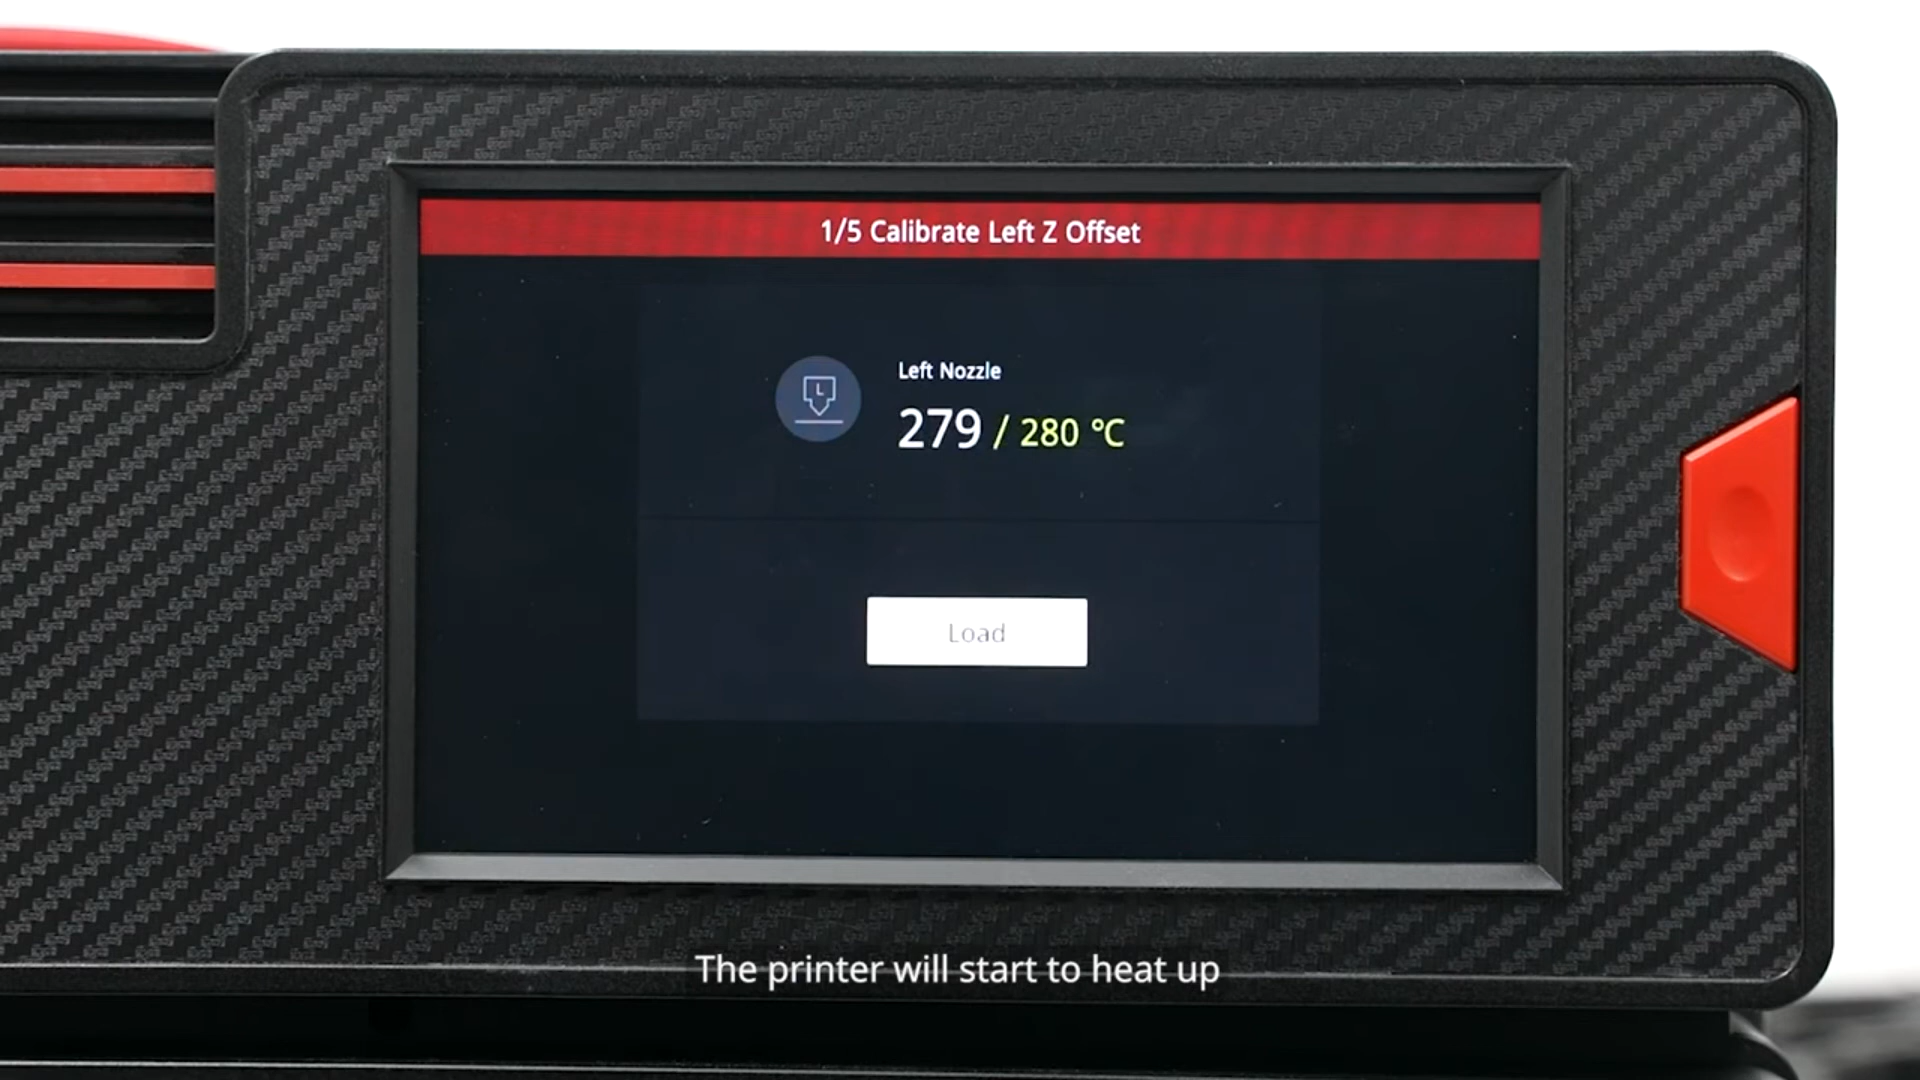 1/5 Calibrate Left Z Offset
Left Nozzle
L
279 / 280 °C
Load
The printer will start to heat up